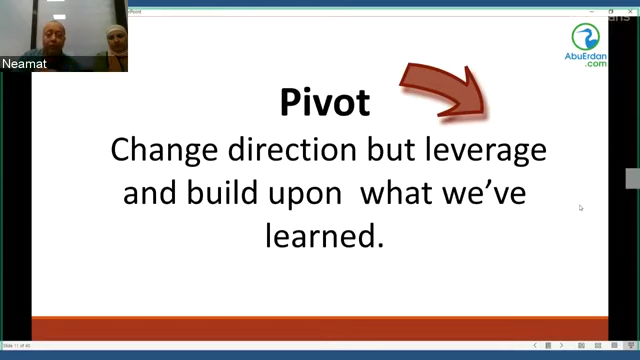 Neamat
AbuErdan
.com
Pivot
Change direction but leverage
and build upon what we've
learned.